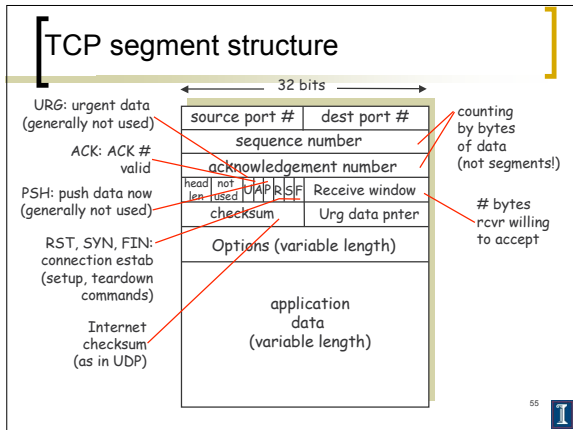 TCP segment structure
32 bits
URG: urgent data
(generally not used)
ACK: ACK #
valid
PSH: push data now
(generally not used)
RST, SYN, FIN:
connection estab
(setup, teardown
commands)
Internet
checksum
(as in UDP)
source port #
dest port #
sequence number
acknowledgement number
head
len
not
used
U A P R S F
Receive window
checksum
Urg data pnter
Options (variable length)
application
data
(variable length)
counting
by bytes
of data
(not segments!)
# bytes
rcvr willing
to accept
55
I